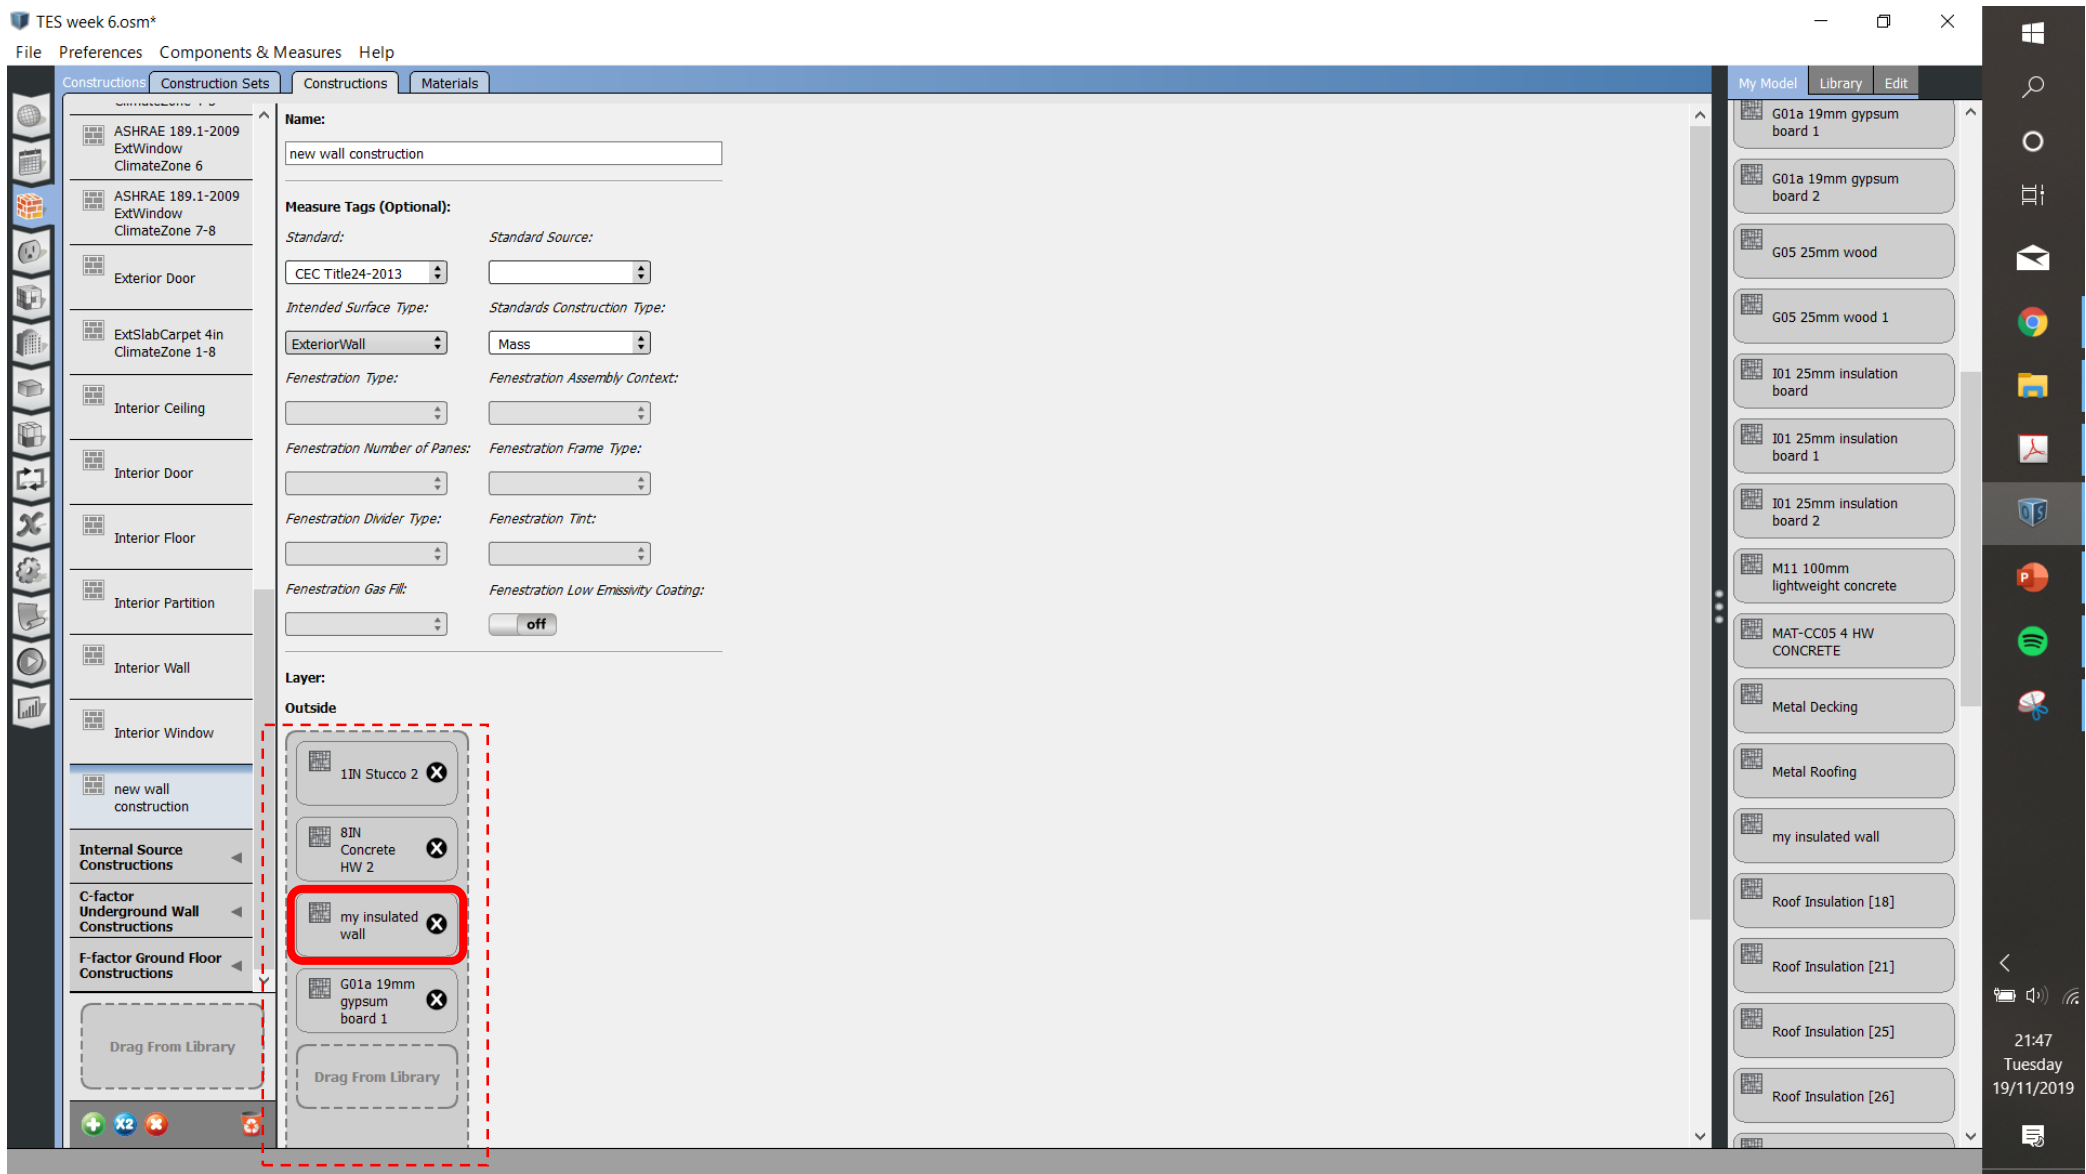 TES week 6.osm*
File Preferences Components & Measures Help
Constructions Construction Sets Constructions Materials
My Model Library Edit
ASHRAE 189.1-2009
ExtWindow
ClimateZone 6
ASHRAE 189.1-2009
ExtWindow
ClimateZone 7-8
Exterior Door
ExtSlabCarpet 4in
ClimateZone 1-8
Interior Ceiling
Interior Door
Interior Floor
Interior Partition
Interior Wall
Interior Window
new wall
construction
Internal Source
Constructions
C-factor
Underground Wall
Constructions
F-factor Ground Floor
Constructions
Drag From Library
X2
Name:
new wall construction
Measure Tags (Optional):
Standard: Standard Source:
CEC Title24-2013
Intended Surface Type: Standards Construction Type:
ExteriorWall Mass
Fenestration Type: Fenestration Assembly Context:
Fenestration Number of Panes: Fenestration Frame Type:
Fenestration Divider Type: Fenestration Tint:
Fenestration Gas Fill: Fenestration Low Emissivity Coating:
off
Layer:
Outside
1IN Stucco 2
8IN
Concrete
HW 2
my insulated
wall
G01a 19mm
gypsum
board 1
Drag From Library
G01a 19mm gypsum
board 1
G01a 19mm gypsum
board 2
G05 25mm wood
G05 25mm wood 1
I01 25mm insulation
board
I01 25mm insulation
board 1
I01 25mm insulation
board 2
M11 100mm
lightweight concrete
MAT-CC05 4 HW
CONCRETE
Metal Decking
Metal Roofing
my insulated wall
Roof Insulation [18]
Roof Insulation [21]
Roof Insulation [25]
Roof Insulation [26]
21:47
Tuesday
19/11/2019